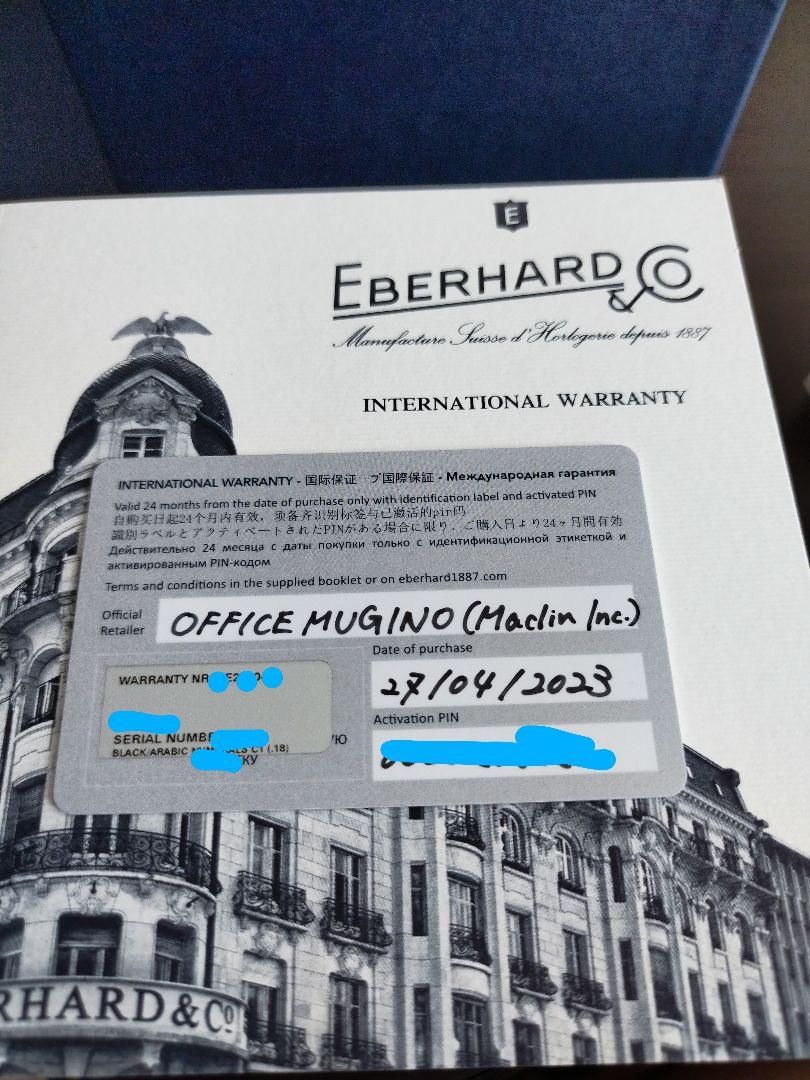 E
EBERHARD & CO
Manufacture Suisse d'Horlogerie depuis 1887
INTERNATIONAL WARRANTY
INTERNATIONAL WARRANTY - 国际保证 - 国際保証 - Международная гарантия
Valid 24 months from the date of purchase only with identification label and activated PIN
自购买日起24个月内有效，须备齐识别标签与已激活的pin码
識別ラベルとアクティベートされたPINがある場合に限り、ご購入日より24ヶ月間有効
Действительно 24 месяца с даты покупки только с идентификационной этикеткой и
активированным PIN-кодом
Terms and conditions in the supplied booklet or on eberhard1887.com
Official
Retailer
OFFICE MUGINO (Maclin Inc.)
Date of purchase
27/04/2023
WARRANTY NR
Activation PIN
SERIAL NUMBE
BLACK/ARABIC C1 (.18)
RHARD & Co